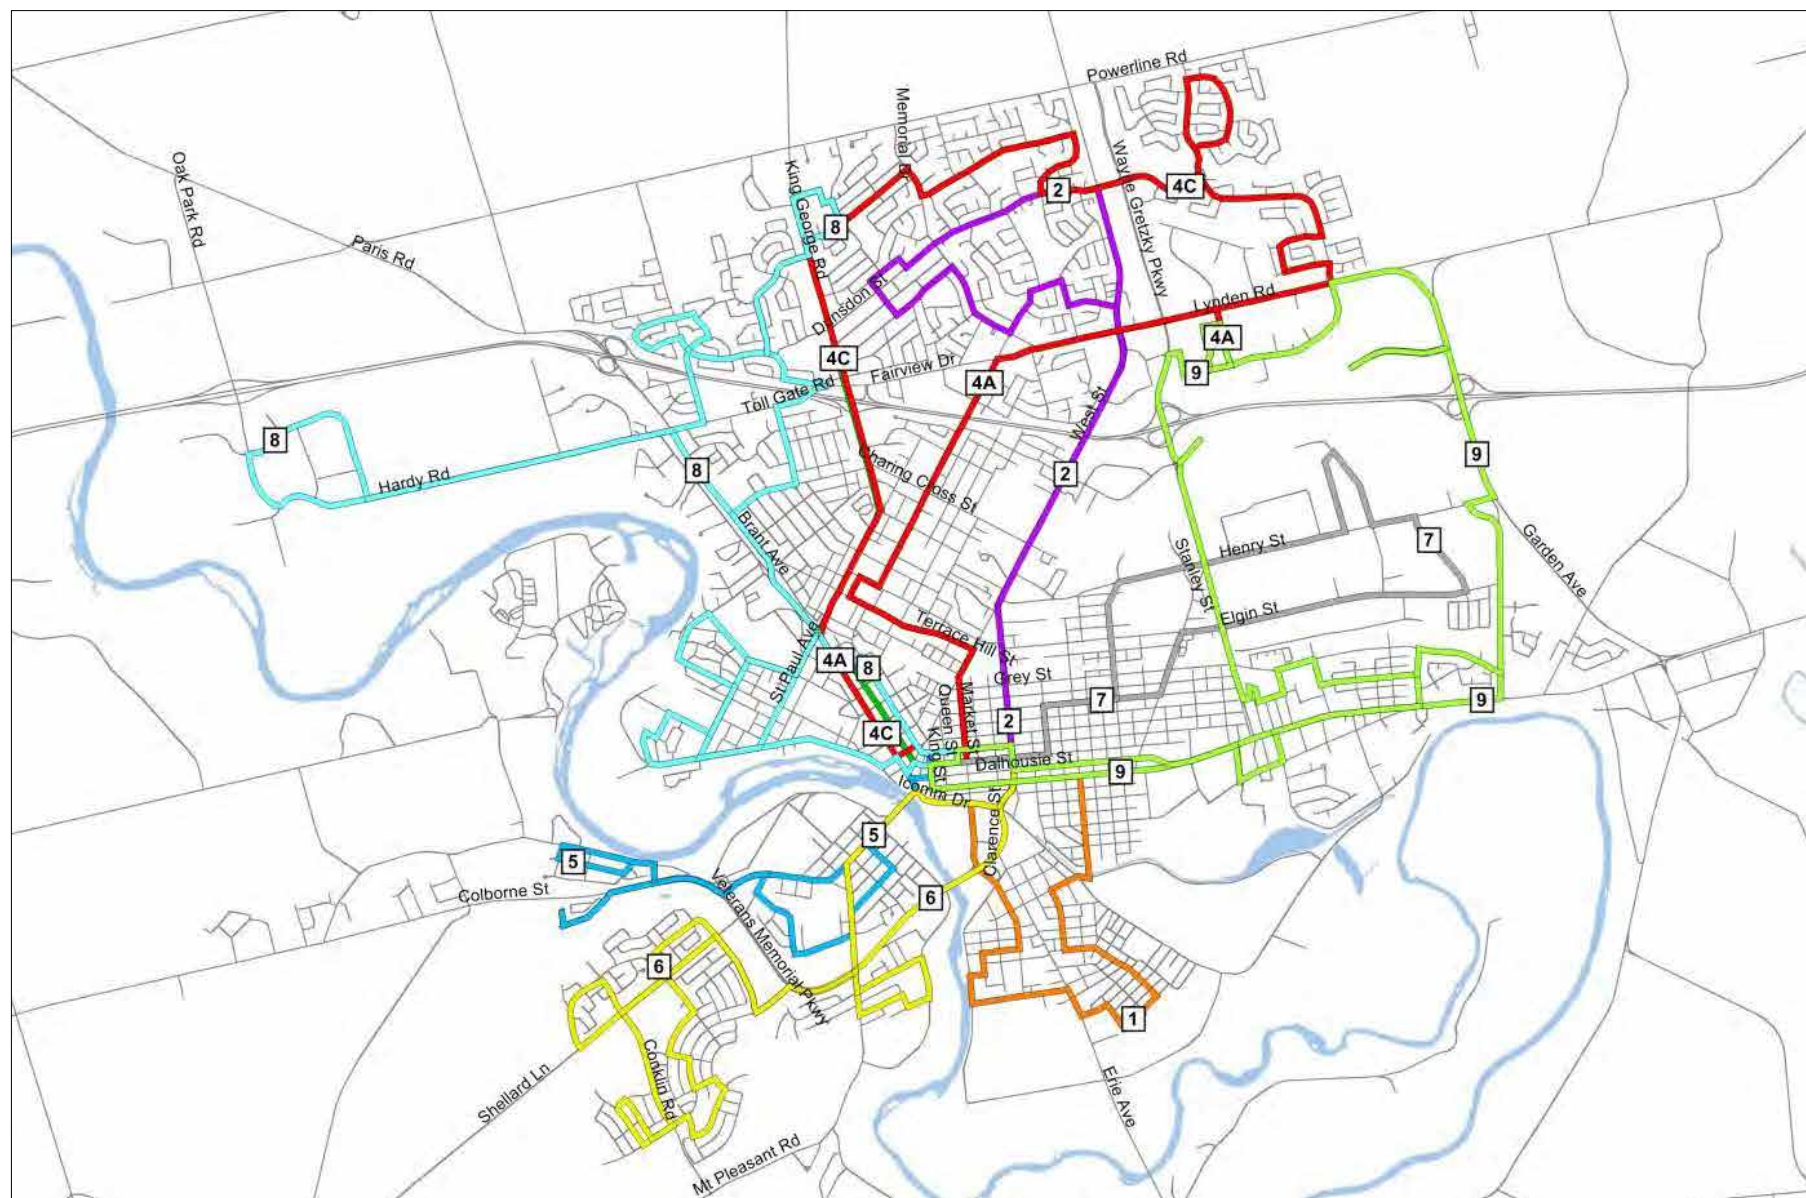 Powerline Rd
Memorial Dr
Wayne Gretzky Pkwy
Oak Park Rd
King George Rd
2
4C
8
Paris Rd
Dunsdon St
Lynden Rd
4A
4C
Fairview Dr
4A
9
Toll Gate Rd
West St
8
8
Hardy Rd
Charing Cross St
2
9
Brant Ave
Henry St
7
Garden Ave
Stanley St
Elgin St
St Paul Ave
Terrace Hill St
4A
8
Grey St
Queen St
Market St
7
9
4C
2
King St
Dalhousie St
9
Icomm Dr
Clarence St
5
5
Colborne St
Veterans Memorial Pkwy
6
6
1
Conklin Rd
Shellard Ln
Erie Ave
Mt Pleasant Rd